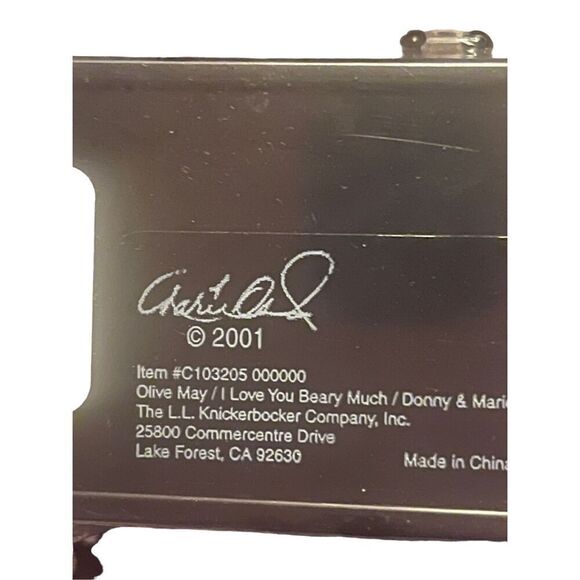 © 2001
Item #C103205 000000
Olive May / I Love You Beary Much / Donny & Marie
The L.L. Knickerbocker Company, Inc.
25800 Commercentre Drive
Lake Forest, CA 92630
Made in China